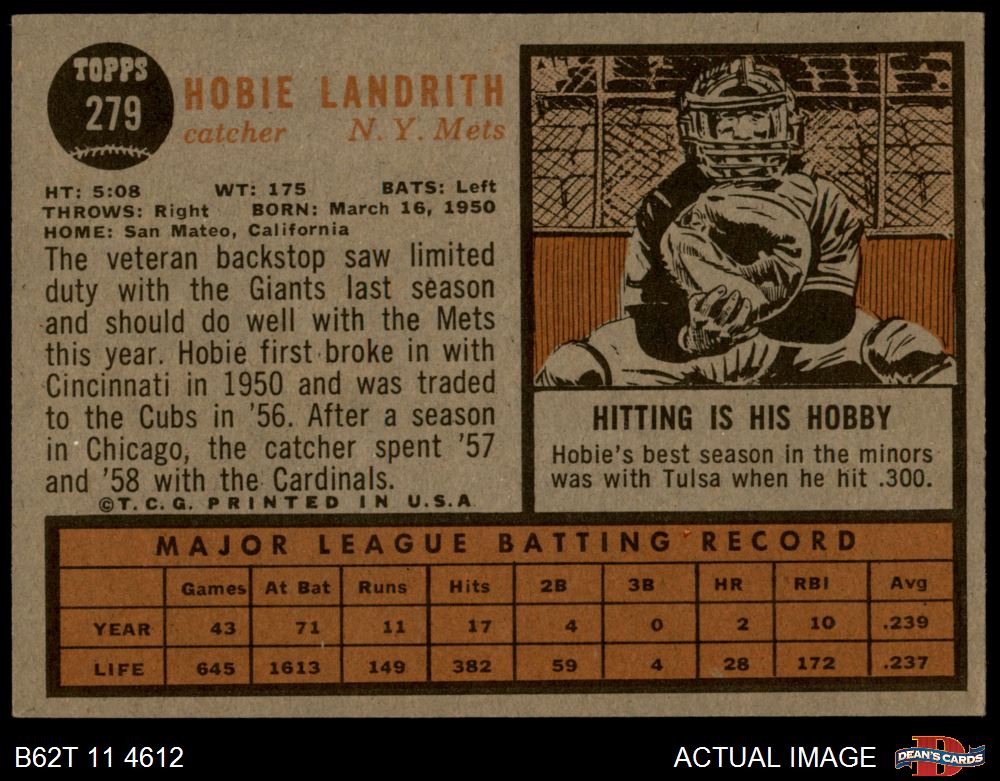 TOPPS
279
HOBIE LANDRITH
catcher N. Y. Mets
HT: 5:08 WT: 175 BATS: Left
THROWS: Right BORN: March 16, 1950
HOME: San Mateo, California
The veteran backstop saw limited
duty with the Giants last season
and should do well with the Mets
this year. Hobie first broke in with
Cincinnati in 1950 and was traded
to the Cubs in '56. After a season
in Chicago, the catcher spent '57
and '58 with the Cardinals.
©T. C. G. PRINTED IN U.S.A.
HITTING IS HIS HOBBY
Hobie's best season in the minors
was with Tulsa when he hit .300.
MAJOR LEAGUE BATTING RECORD
Games At Bat Runs Hits 2B 3B HR RBI Avg
YEAR 43 71 11 17 4 0 2 10 .239
LIFE 645 1613 149 382 59 4 28 172 .237
B62T 11 4612 ACTUAL IMAGE
D
DEAN'S CARDS